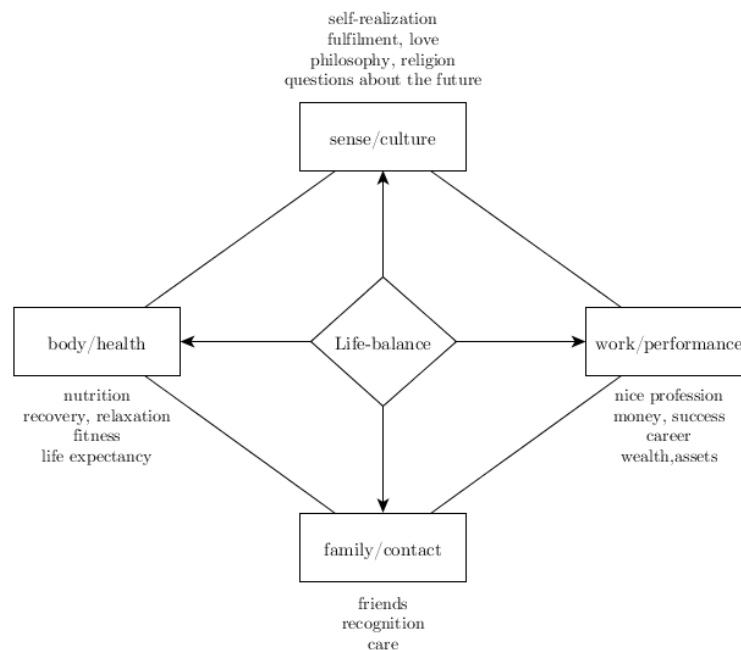 self-realization
fulfilment, love
philosophy, religion
questions about the future
sense/culture
body/health
Life-balance
work/performance
nutrition
recovery, relaxation
fitness
life expectancy
nice profession
money, success
career
wealth,assets
family/contact
friends
recognition
care